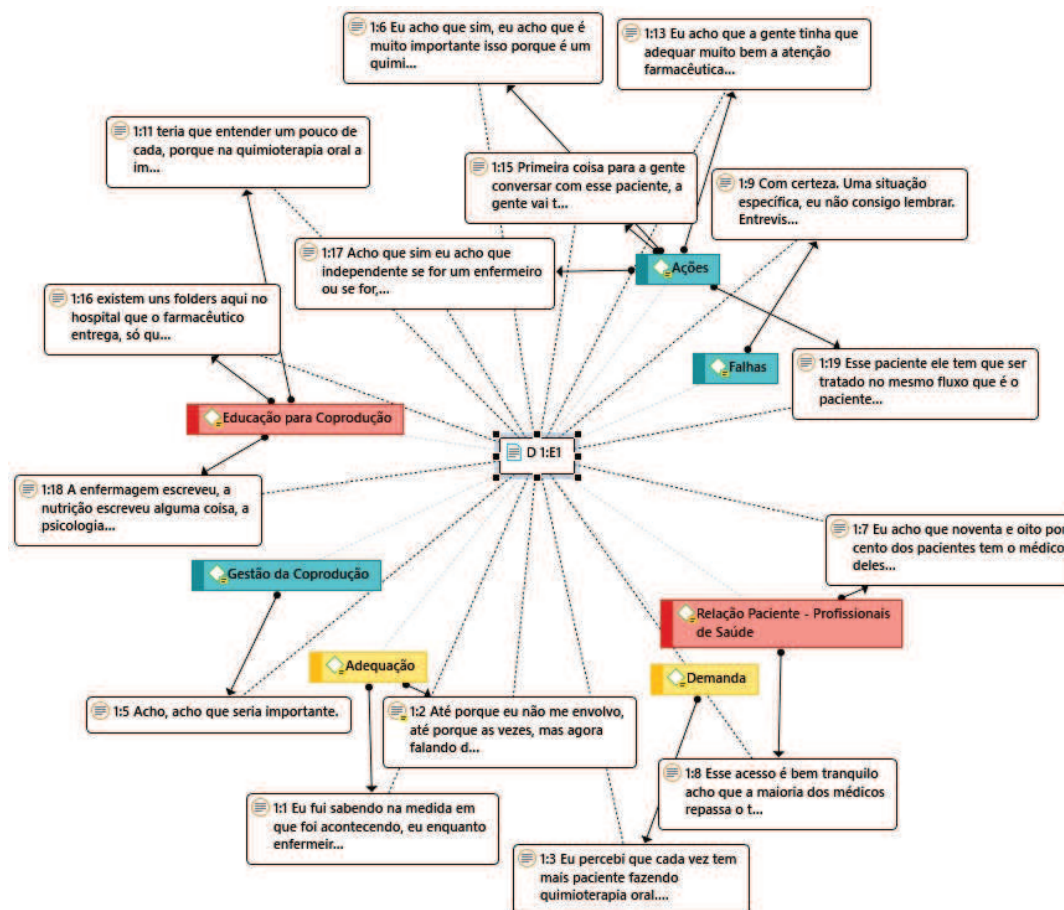 1:6 Eu acho que sim, eu acho que é
muito importante isso porque é um
quimi...
1:13 Eu acho que a gente tinha que
adequar muito bem a atenção
farmacêutica...
1:11 teria que entender um pouco de
cada, porque na quimioterapia oral a
im...
1:15 Primeira coisa para a gente
conversar com esse paciente, a
gente vai t...
1:9 Com certeza. Uma situação
específica, eu não consigo lembrar.
Entrevis...
1:17 Acho que sim eu acho que
independente se for um enfermeiro
ou se for,...
Ações
1:16 existem uns folders aqui no
hospital que o farmacêutico
entrega, só qu...
Falhas
1:19 Esse paciente ele tem que ser
tratado no mesmo fluxo que é o
paciente...
Educação para Coprodução
D 1:E1
1:18 A enfermagem escreveu, a
nutrição escreveu alguma coisa, a
psicologia...
1:7 Eu acho que noventa e oito por
cento dos pacientes tem o médico
deles...
Gestão da Coprodução
Relação Paciente - Profissionais
de Saúde
Adequação
Demanda
1:5 Acho, acho que seria importante.
1:2 Até porque eu não me envolvo,
até porque as vezes, mas agora
falando d...
1:8 Esse acesso é bem tranquilo
acho que a maioria dos médicos
repassa o t...
1:1 Eu fui sabendo na medida em
que foi acontecendo, eu enquanto
enfermeir...
1:3 Eu percebi que cada vez tem
mais paciente fazendo
quimioterapia oral....